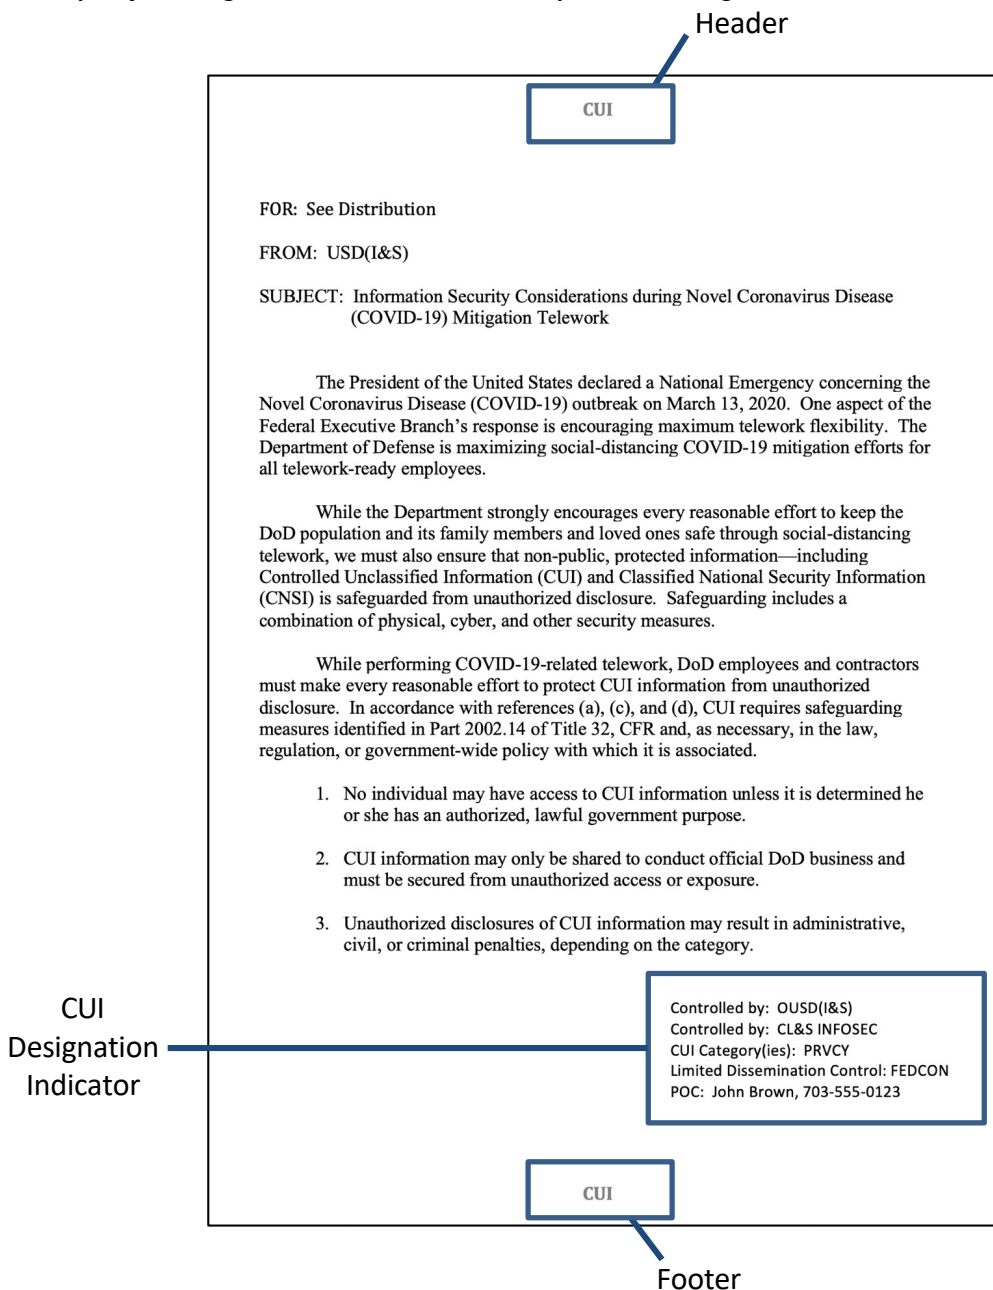 Header
CUI
FOR: See Distribution
FROM: USD(I&S)
SUBJECT: Information Security Considerations during Novel Coronavirus Disease
(COVID-19) Mitigation Telework
The President of the United States declared a National Emergency concerning the
Novel Coronavirus Disease (COVID-19) outbreak on March 13, 2020. One aspect of the
Federal Executive Branch's response is encouraging maximum telework flexibility. The
Department of Defense is maximizing social-distancing COVID-19 mitigation efforts for
all telework-ready employees.
While the Department strongly encourages every reasonable effort to keep the
DoD population and its family members and loved ones safe through social-distancing
telework, we must also ensure that non-public, protected information—including
Controlled Unclassified Information (CUI) and Classified National Security Information
(CNSI) is safeguarded from unauthorized disclosure. Safeguarding includes a
combination of physical, cyber, and other security measures.
While performing COVID-19-related telework, DoD employees and contractors
must make every reasonable effort to protect CUI information from unauthorized
disclosure. In accordance with references (a), (c), and (d), CUI requires safeguarding
measures identified in Part 2002.14 of Title 32, CFR and, as necessary, in the law,
regulation, or government-wide policy with which it is associated.
1. No individual may have access to CUI information unless it is determined he
or she has an authorized, lawful government purpose.
2. CUI information may only be shared to conduct official DoD business and
must be secured from unauthorized access or exposure.
3. Unauthorized disclosures of CUI information may result in administrative,
civil, or criminal penalties, depending on the category.
CUI
Designation
Indicator
Controlled by: OUSD(I&S)
Controlled by: CL&S INFOSEC
CUI Category(ies): PRVCY
Limited Dissemination Control: FEDCON
POC: John Brown, 703-555-0123
CUI
Footer